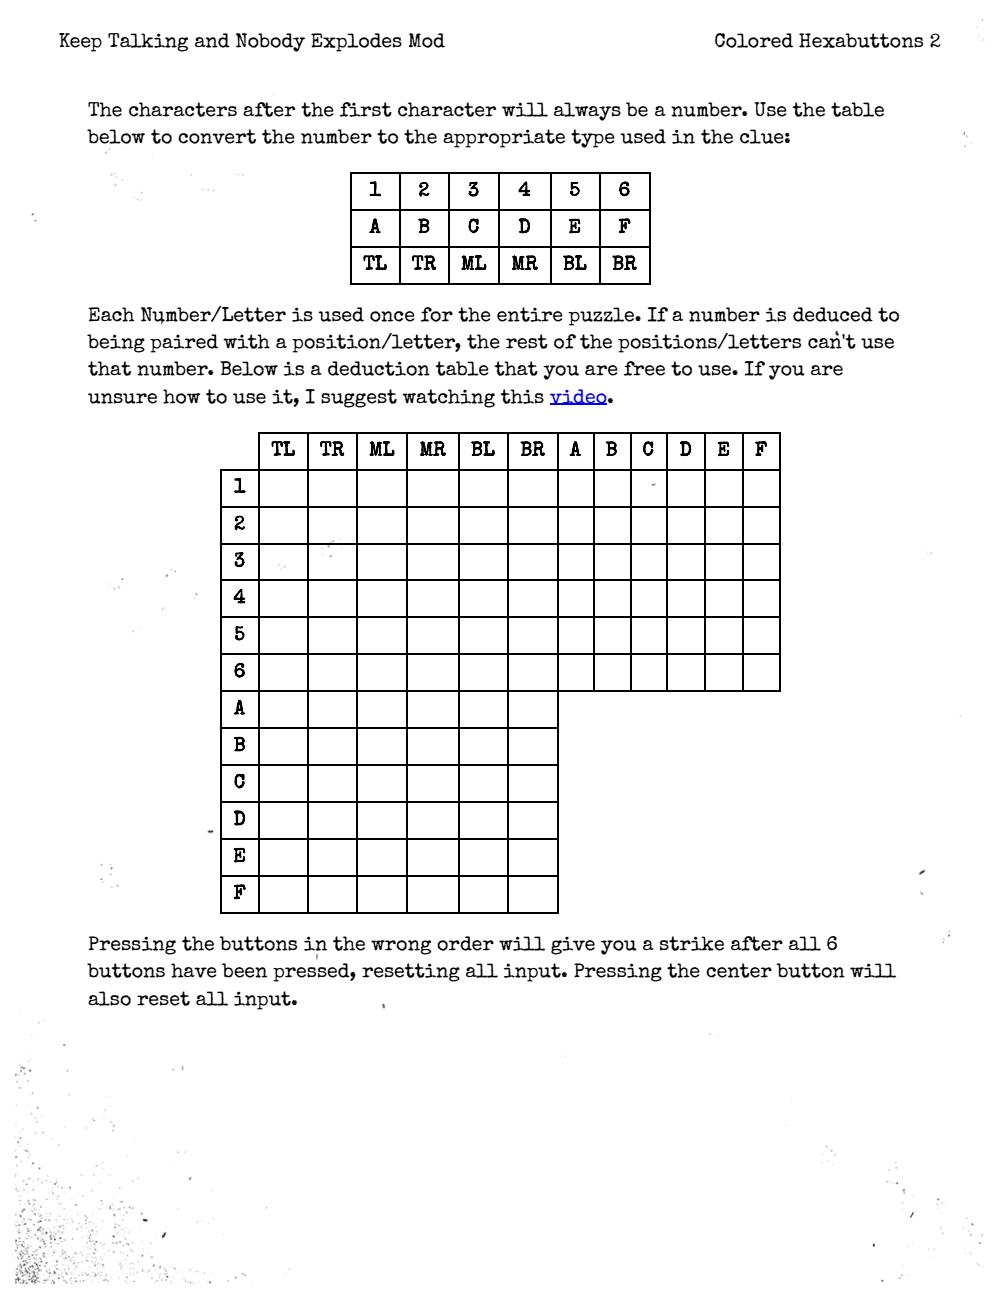 Keep Talking and Nobody Explodes Mod Colored Hexabuttons 2
The characters after the first character will always be a number. Use the table
below to convert the number to the appropriate type used in the clue:
1 2 3 4 5 6
A B C D E F
TL TR ML MR BL BR
Each Number/Letter is used once for the entire puzzle. If a number is deduced to
being paired with a position/letter, the rest of the positions/letters can't use
that number. Below is a deduction table that you are free to use. If you are
unsure how to use it, I suggest watching this video.
TL TR ML MR BL BR A B C D E F
1
2
3
4
5
6
A
B
C
D
E
F
Pressing the buttons in the wrong order will give you a strike after all 6
buttons have been pressed, resetting all input. Pressing the center button will
also reset all input.